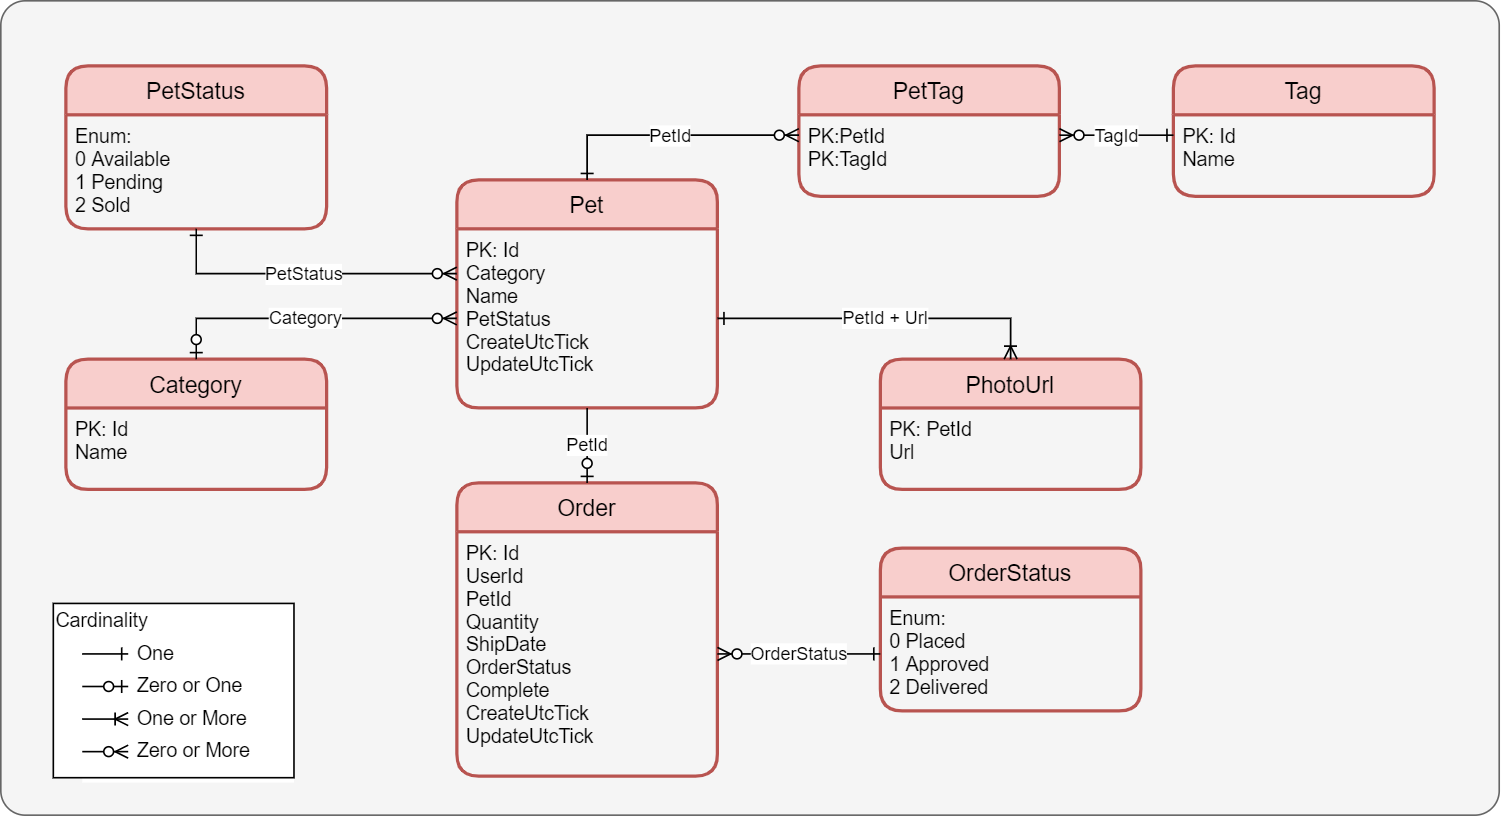 PetStatus
Enum:
0 Available
1 Pending
2 Sold
PetTag
PK:PetId
PK:TagId
Tag
PK: Id
Name
PetId
TagId
Pet
PK: Id
Category
Name
PetStatus
CreateUtcTick
UpdateUtcTick
PetStatus
Category
PetId + Url
Category
PK: Id
Name
PhotoUrl
PK: PetId
Url
PetId
Order
PK: Id
UserId
PetId
Quantity
ShipDate
OrderStatus
Complete
CreateUtcTick
UpdateUtcTick
OrderStatus
OrderStatus
Enum:
0 Placed
1 Approved
2 Delivered
Cardinality
One
Zero or One
One or More
Zero or More